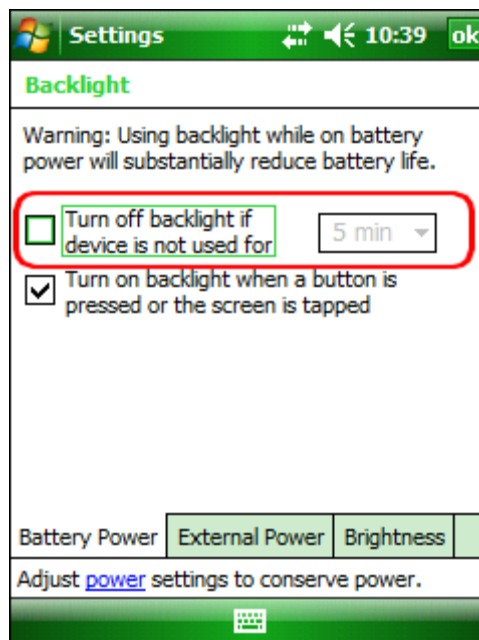 Settings 10:39 ok
Backlight
Warning: Using backlight while on battery
power will substantially reduce battery life.
Turn off backlight if
device is not used for 5 min
Turn on backlight when a button is
pressed or the screen is tapped
Battery Power External Power Brightness
Adjust power settings to conserve power.